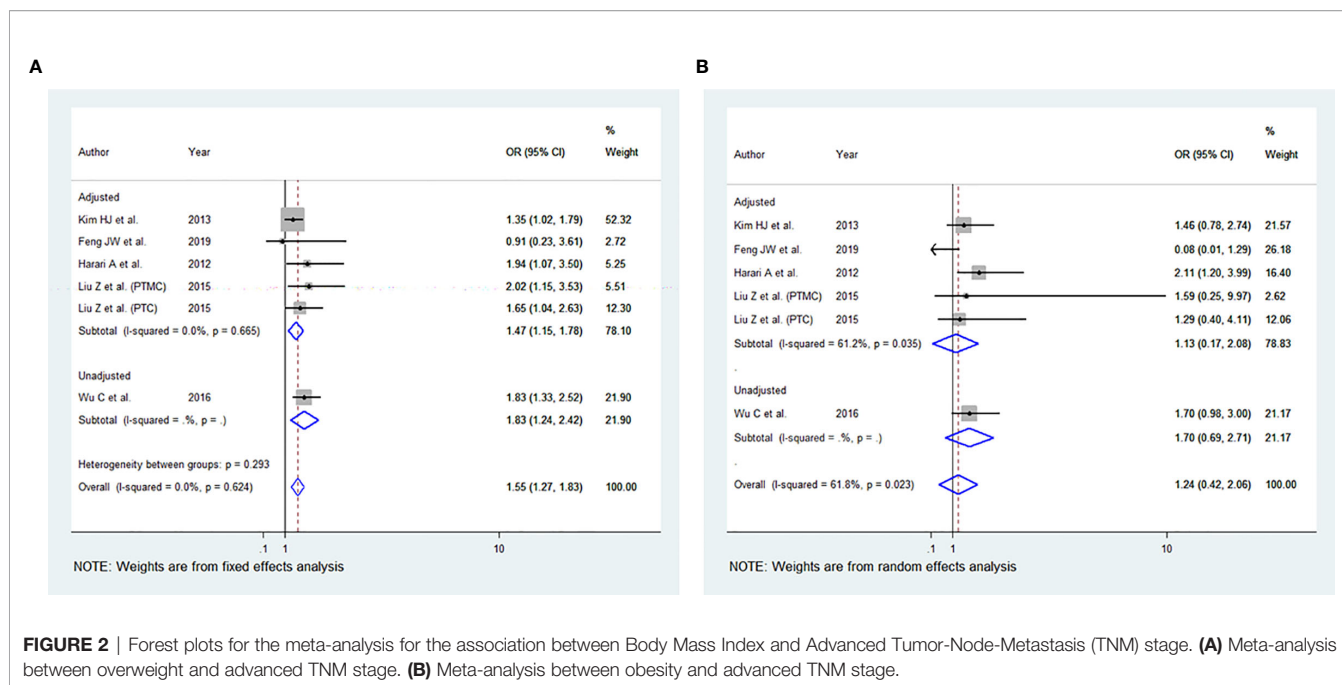 A
%
Author Year OR (95% CI) Weight
Adjusted
Kim HJ et al. 2013 1.35 (1.02, 1.79) 52.32
Feng JW et al. 2019 0.91 (0.23, 3.61) 2.72
Harari A et al. 2012 1.94 (1.07, 3.50) 5.25
Liu Z et al. (PTMC) 2015 2.02 (1.15, 3.53) 5.51
Liu Z et al. (PTC) 2015 1.65 (1.04, 2.63) 12.30
Subtotal (I-squared = 0.0%, p = 0.665) 1.47 (1.15, 1.78) 78.10
.
Unadjusted
Wu C et al. 2016 1.83 (1.33, 2.52) 21.90
Subtotal (I-squared = .%, p = .) 1.83 (1.24, 2.42) 21.90
.
Heterogeneity between groups: p = 0.293
Overall (I-squared = 0.0%, p = 0.624) 1.55 (1.27, 1.83) 100.00
.1 1 10
NOTE: Weights are from fixed effects analysis
B
%
Author Year OR (95% CI) Weight
Adjusted
Kim HJ et al. 2013 1.46 (0.78, 2.74) 21.57
Feng JW et al. 2019 0.08 (0.01, 1.29) 26.18
Harari A et al. 2012 2.11 (1.20, 3.99) 16.40
Liu Z et al. (PTMC) 2015 1.59 (0.25, 9.97) 2.62
Liu Z et al. (PTC) 2015 1.29 (0.40, 4.11) 12.06
Subtotal (I-squared = 61.2%, p = 0.035) 1.13 (0.17, 2.08) 78.83
.
Unadjusted
Wu C et al. 2016 1.70 (0.98, 3.00) 21.17
Subtotal (I-squared = .%, p = .) 1.70 (0.69, 2.71) 21.17
.
Overall (I-squared = 61.8%, p = 0.023) 1.24 (0.42, 2.06) 100.00
.1 1 10
NOTE: Weights are from random effects analysis
FIGURE 2 | Forest plots for the meta-analysis for the association between Body Mass Index and Advanced Tumor-Node-Metastasis (TNM) stage. (A) Meta-analysis
between overweight and advanced TNM stage. (B) Meta-analysis between obesity and advanced TNM stage.